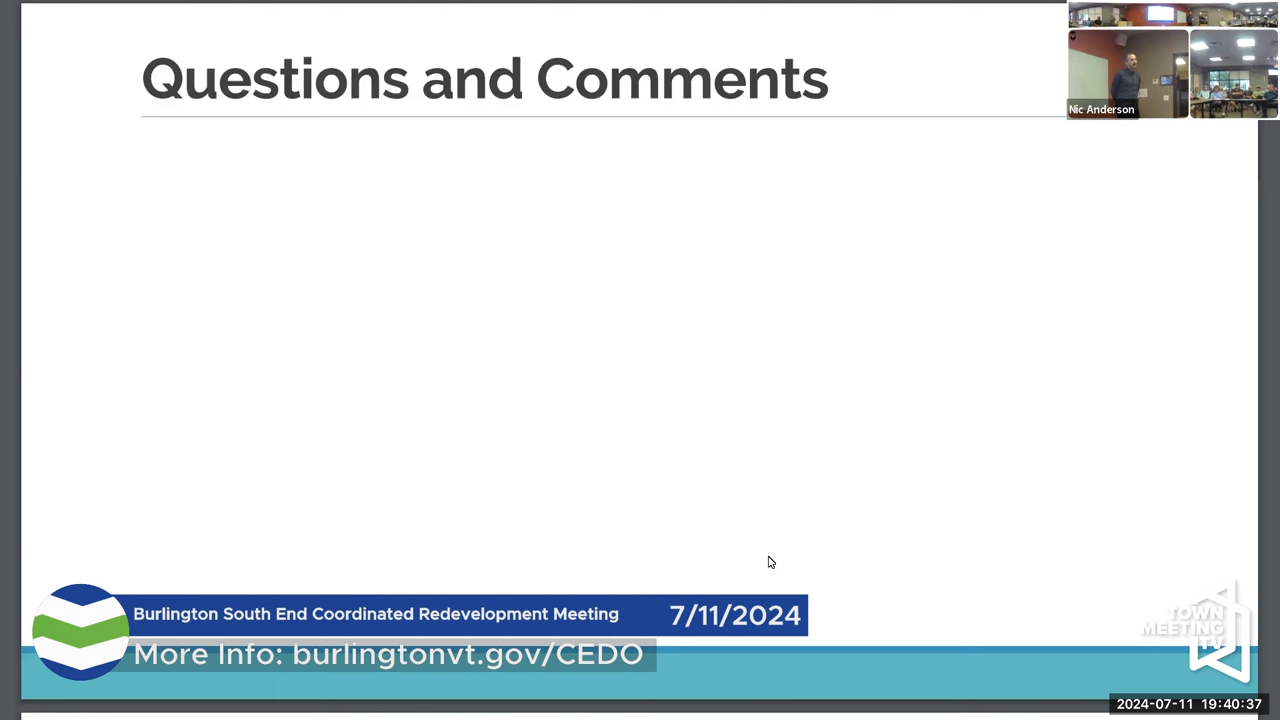 Questions and Comments
Nic Anderson
Burlington South End Coordinated Redevelopment Meeting
7/11/2024
More Info: burlingtonvt.gov/CEDO
TOWN
MEETING
TV
2024-07-11 19:40:37